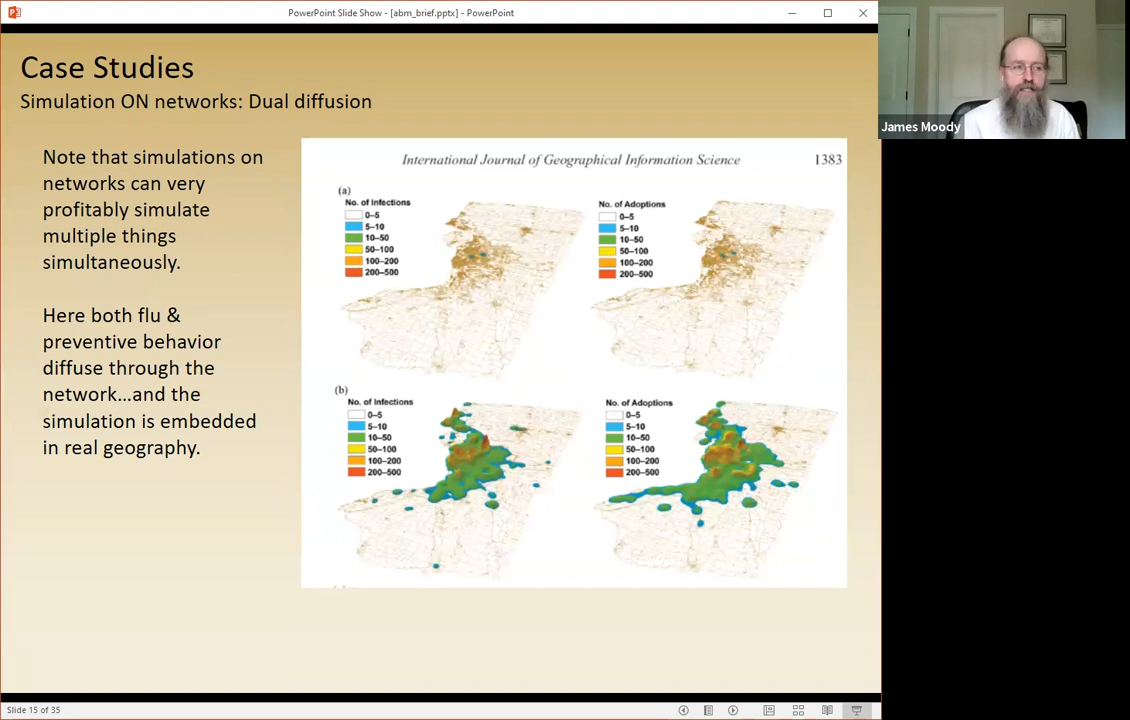 PowerPoint Slide Show - [abm_brief.pptx] - PowerPoint
Case Studies
Simulation ON networks: Dual diffusion
Note that simulations on
networks can very
profitably simulate
multiple things
simultaneously.
Here both flu &
preventive behavior
diffuse through the
network...and the
simulation is embedded
in real geography.
International Journal of Geographical Information Science 1383
(a)
No. of Infections
0–5
5–10
10–50
50–100
100–200
200–500
No. of Adoptions
0–5
5–10
10–50
50–100
100–200
200–500
(b)
No. of Infections
0–5
5–10
10–50
50–100
100–200
200–500
No. of Adoptions
0–5
5–10
10–50
50–100
100–200
200–500
James Moody
Slide 15 of 35